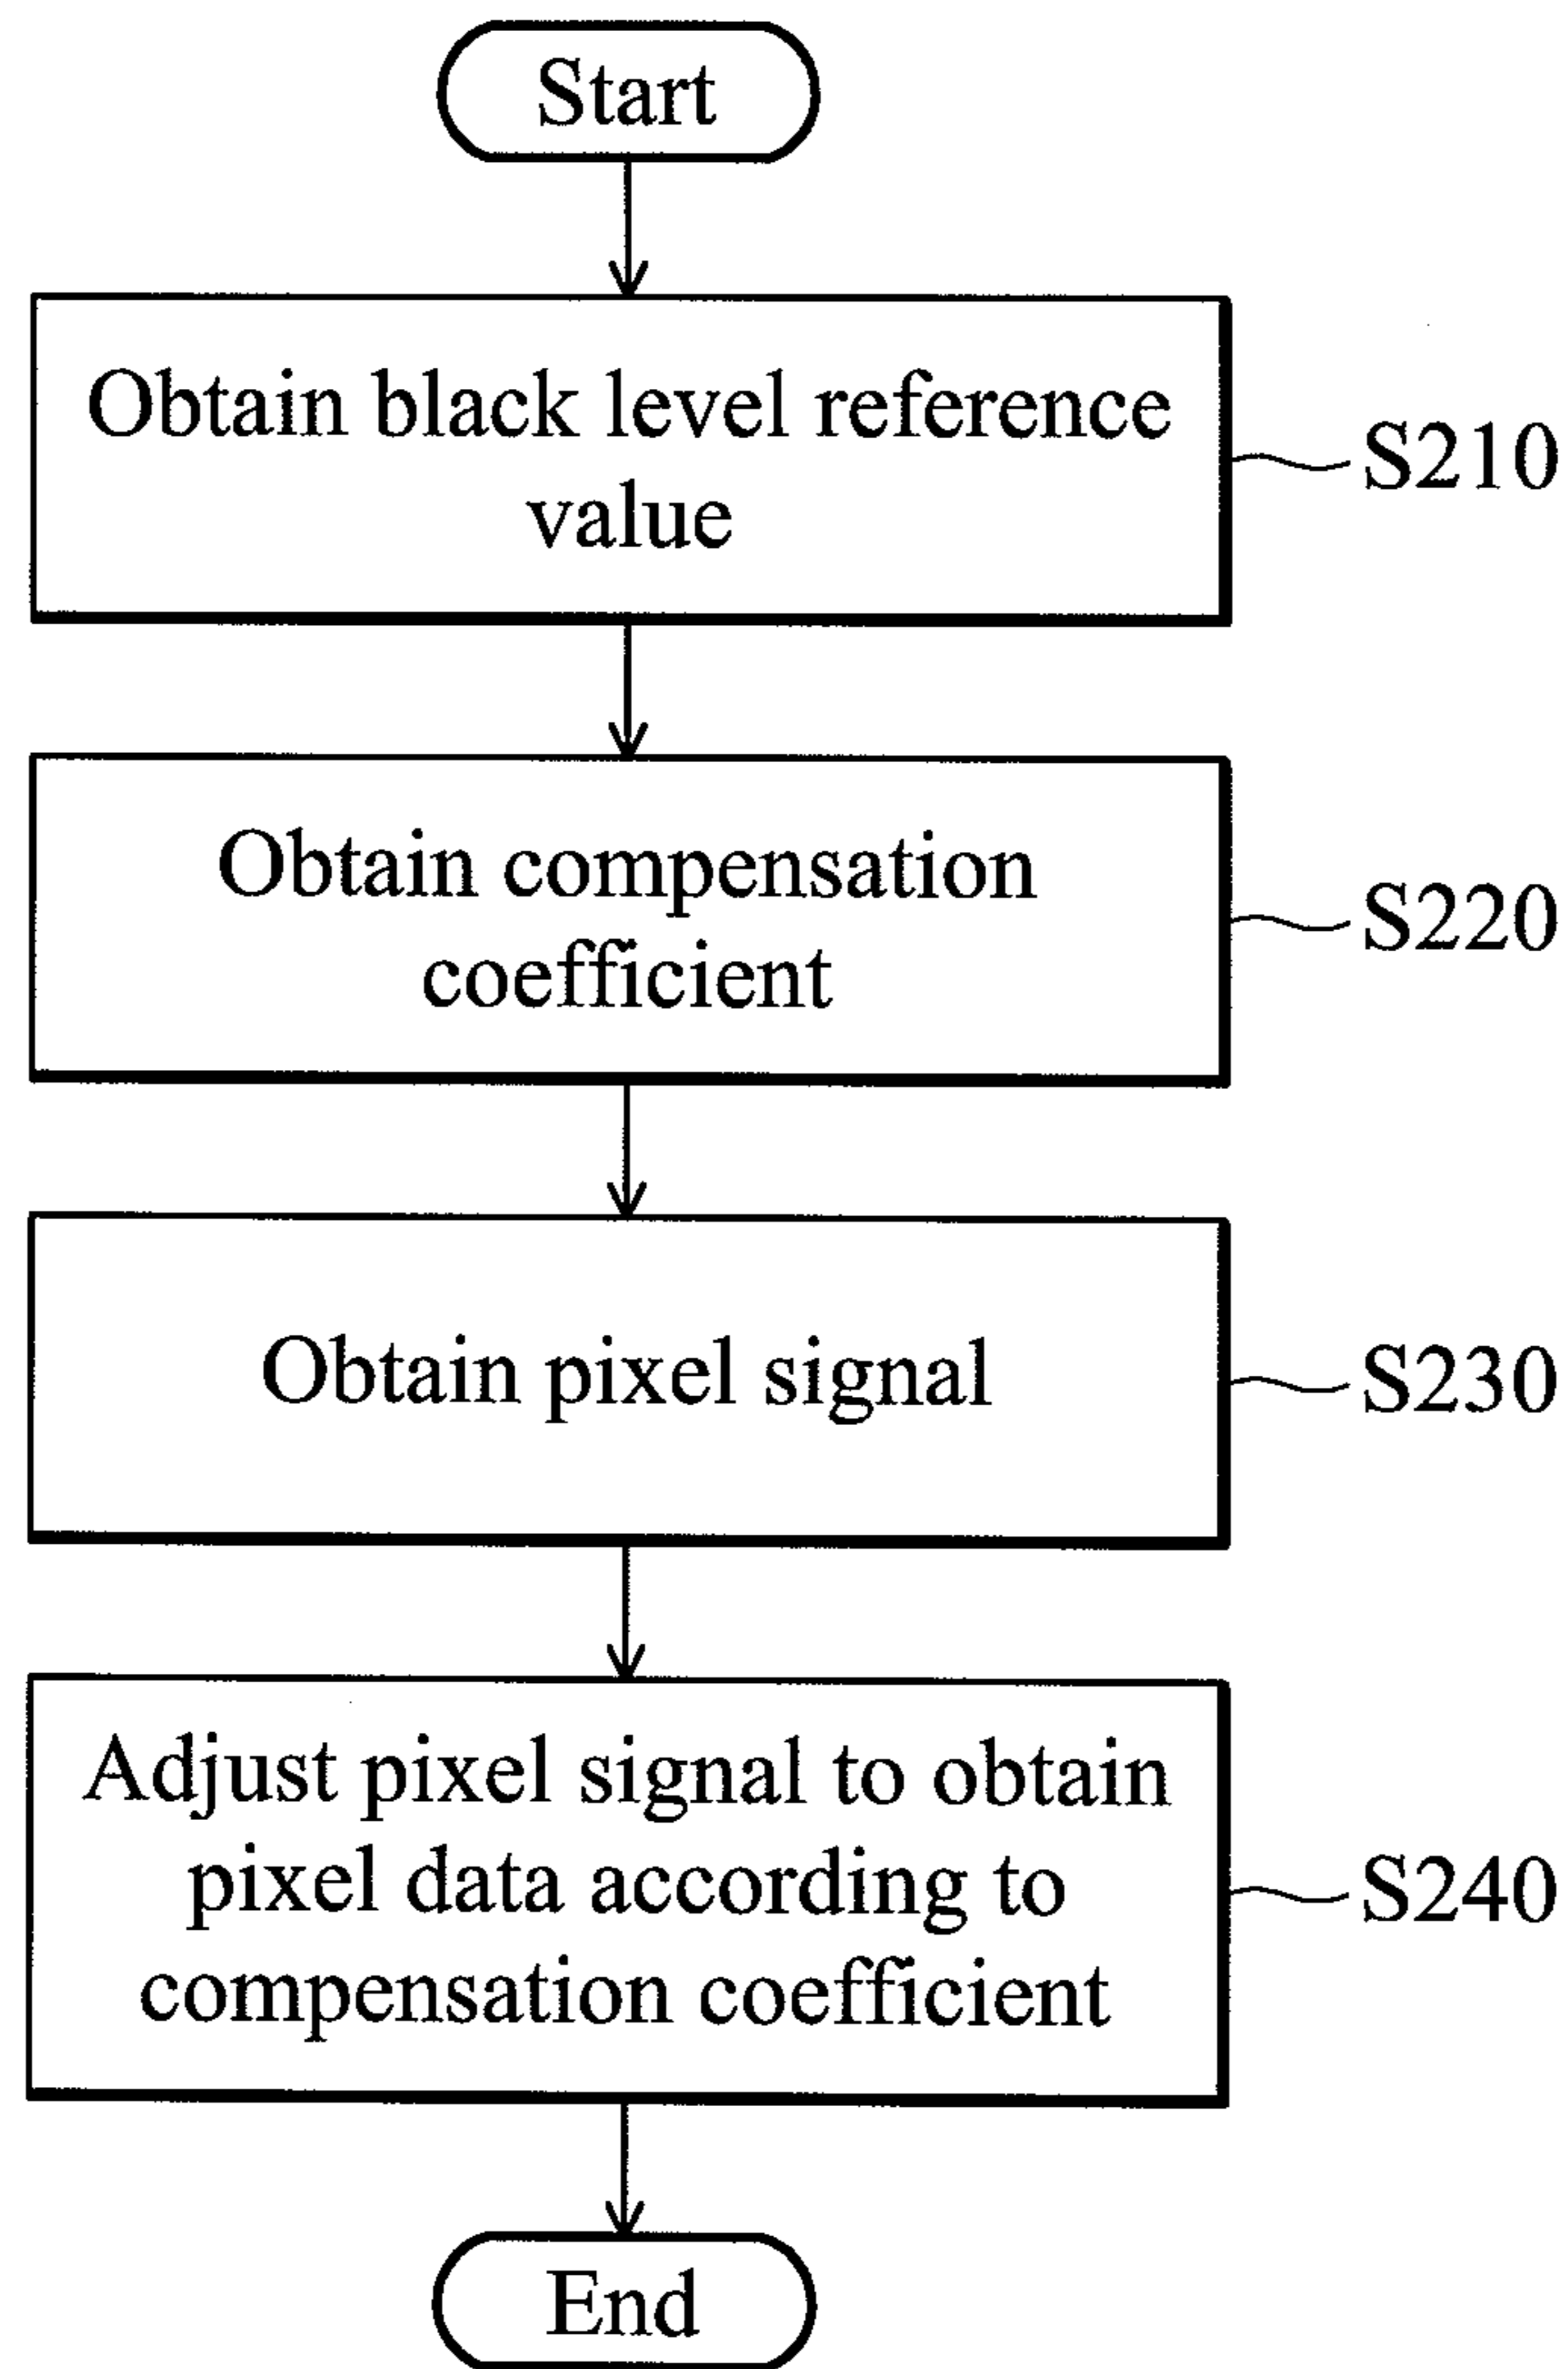 Start
Obtain black level reference
value
S210
Obtain compensation
coefficient
S220
Obtain pixel signal
S230
Adjust pixel signal to obtain
pixel data according to
compensation coefficient
S240
End